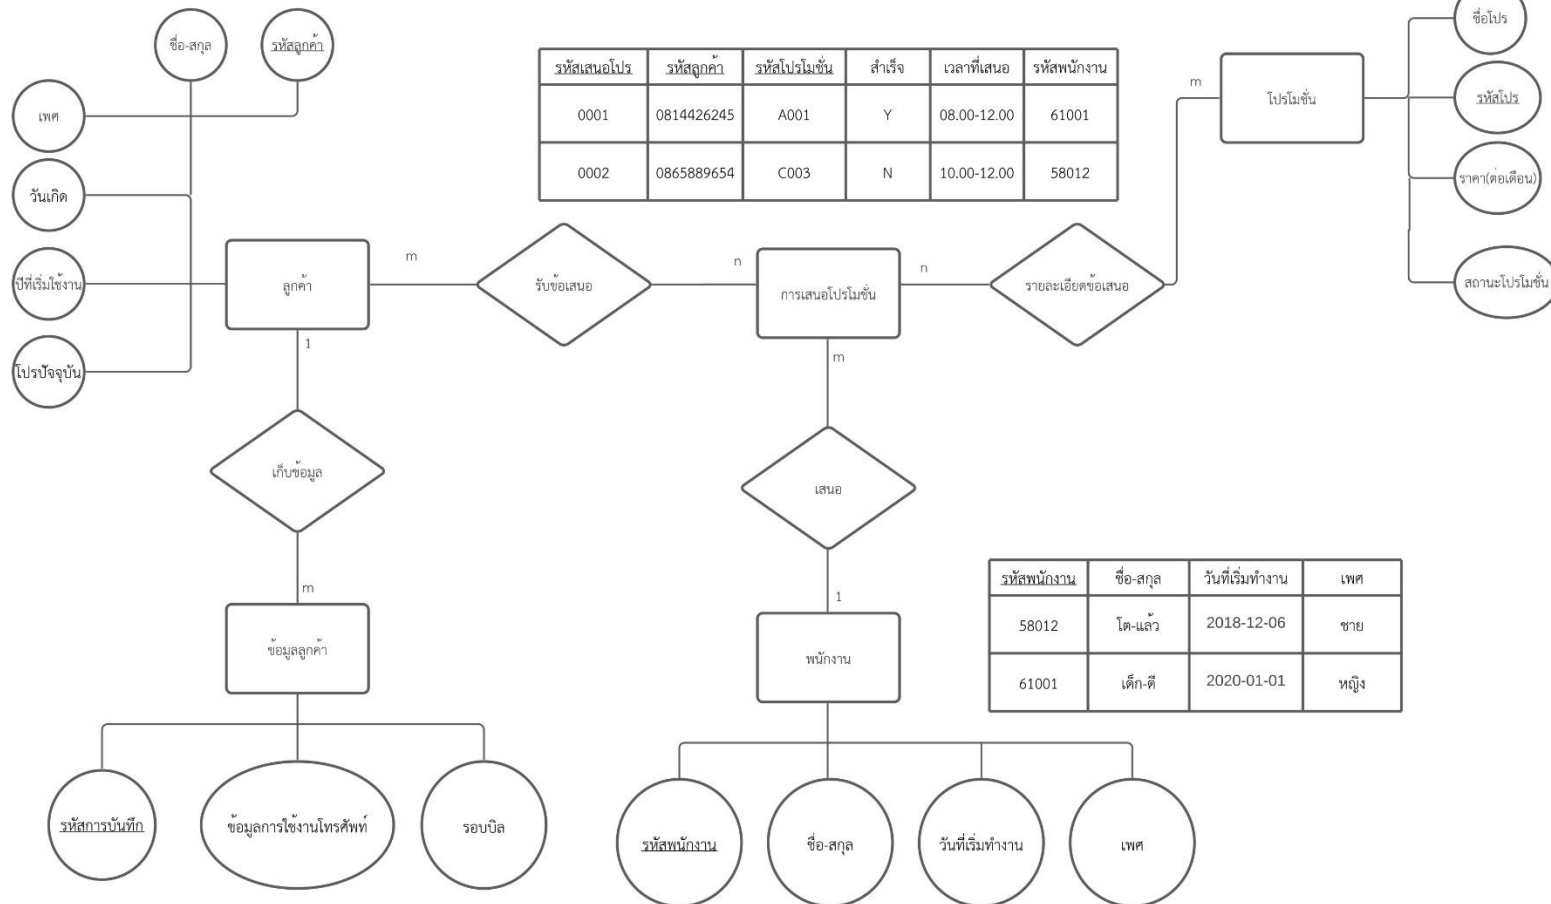 ชื่อ-สกุล
รหัสลูกค้า
เพศ
วันเกิด
ปีที่เริ่มใช้งาน
โปรปัจจุบัน
รหัสเสนอโปร รหัสลูกค้า รหัสโปรโมชั่น สำเร็จ เวลาที่เสนอ รหัสพนักงาน
0001 0814426245 A001 Y 08.00-12.00 61001
0002 0865889654 C003 N 10.00-12.00 58012
ชื่อโปร
รหัสโปร
ราคา(ต่อเดือน)
สถานะโปรโมชั่น
m
โปรโมชั่น
ลูกค้า
m
รับข้อเสนอ
n
การเสนอโปรโมชั่น
n
รายละเอียดข้อเสนอ
1
m
เก็บข้อมูล
เสนอ
m
1
ข้อมูลลูกค้า
พนักงาน
รหัสพนักงาน ชื่อ-สกุล วันที่เริ่มทำงาน เพศ
58012 โต-แล้ว 2018-12-06 ชาย
61001 เด็ก-ดี 2020-01-01 หญิง
รหัสการบันทึก
ข้อมูลการใช้งานโทรศัพท์
รอบบิล
รหัสพนักงาน
ชื่อ-สกุล
วันที่เริ่มทำงาน
เพศ